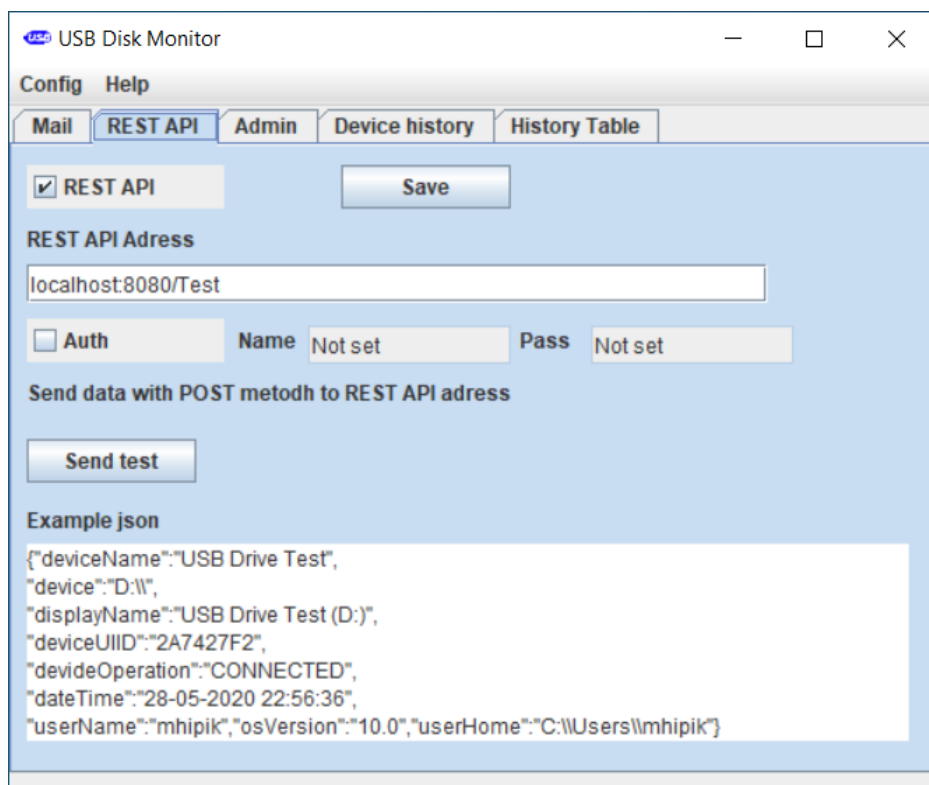 USB USB Disk Monitor
Config Help
Mail REST API Admin Device history History Table
REST API Save
REST API Adress
localhost:8080/Test
Auth Name Not set Pass Not set
Send data with POST metodh to REST API adress
Send test
Example json
{"deviceName":"USB Drive Test",
"device":"D:\\",
"displayName":"USB Drive Test (D:)",
"deviceUIID":"2A7427F2",
"devideOperation":"CONNECTED",
"dateTime":"28-05-2020 22:56:36",
"userName":"mhipik","osVersion":"10.0","userHome":"C:\\Users\\mhipik"}